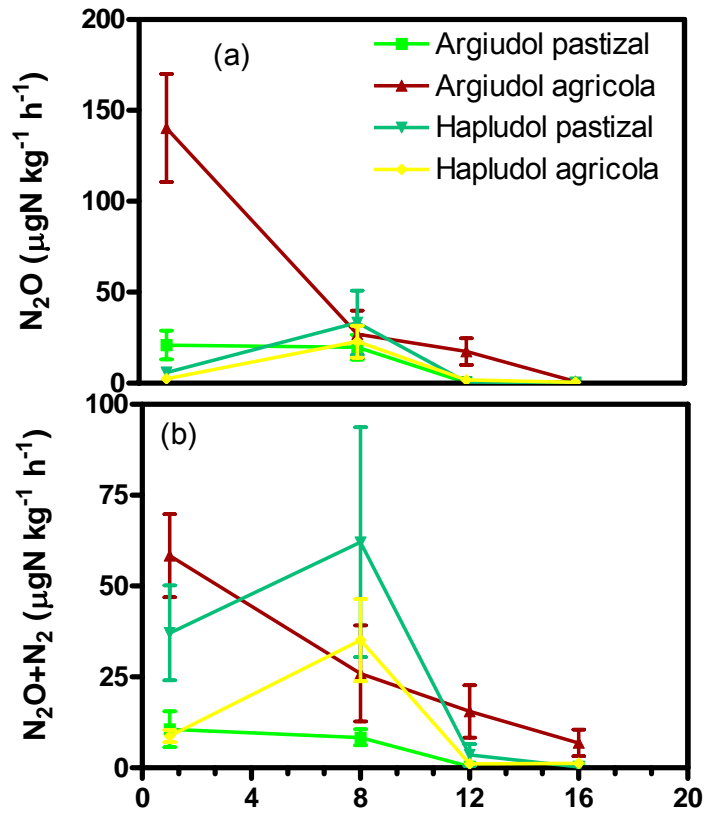 (a)
Argiudol pastizal
Argiudol agricola
Hapludol pastizal
Hapludol agricola
N₂O (μgN kg⁻¹ h⁻¹)
200
150
100
50
0
(b)
N₂O+N₂ (μgN kg⁻¹ h⁻¹)
100
75
50
25
0
0 4 8 12 16 20